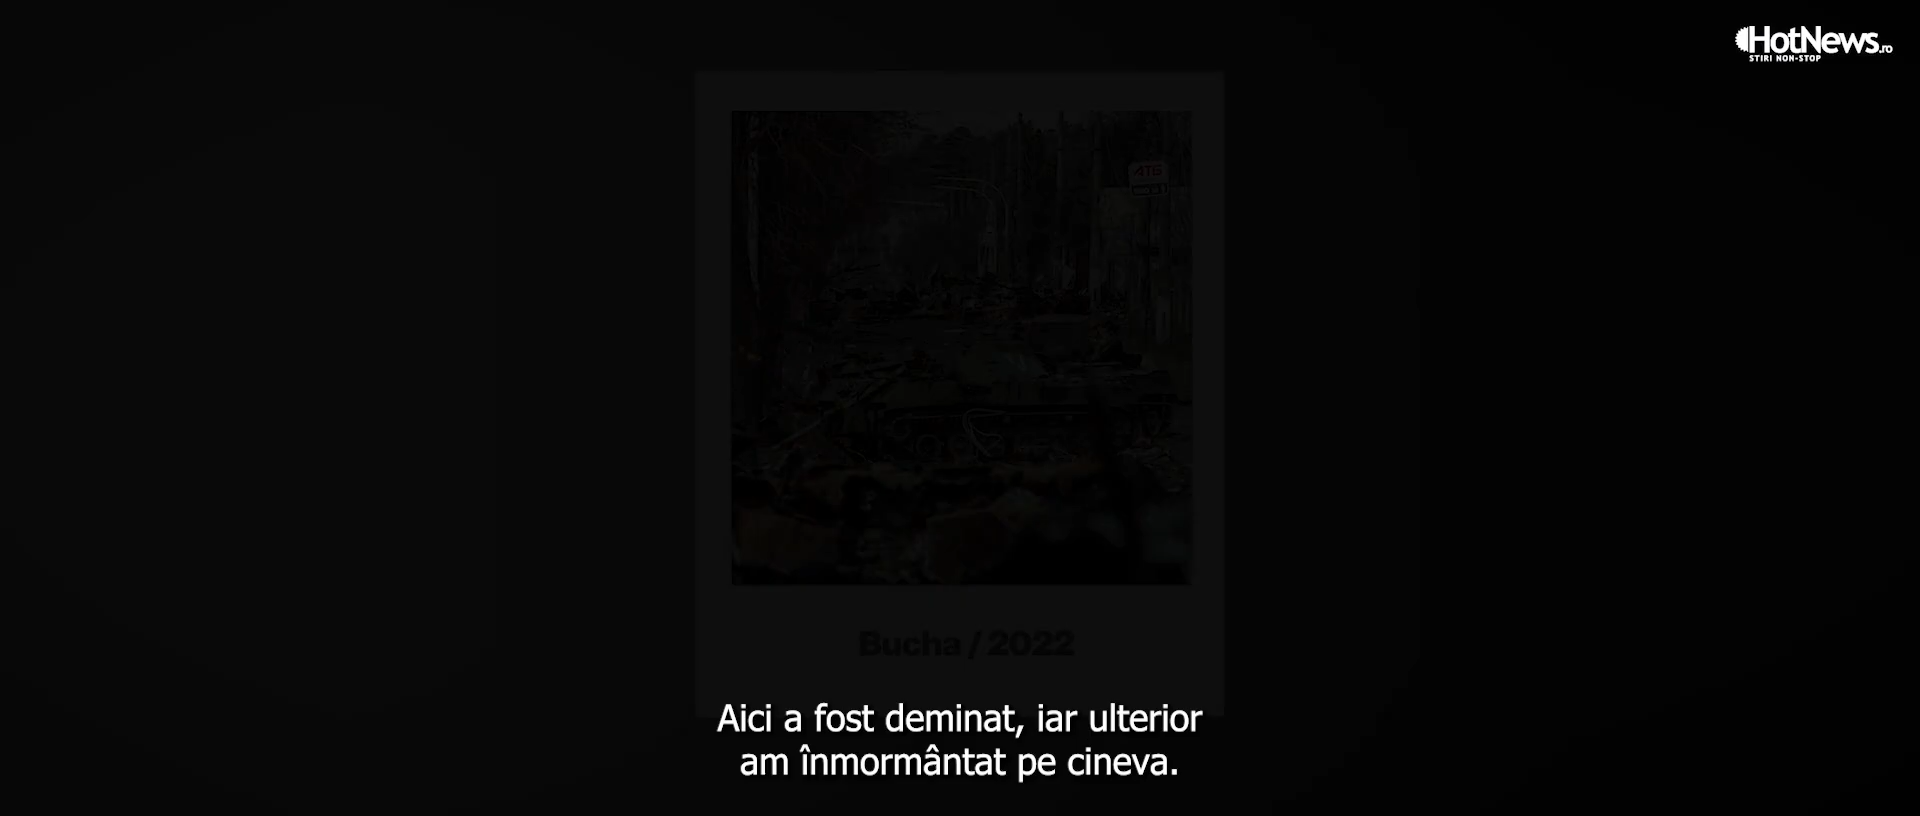 HotNews.ro
STIRI NON-STOP
ATB
Bucha / 2022
Aici a fost deminat, iar ulterior
am înmormântat pe cineva.